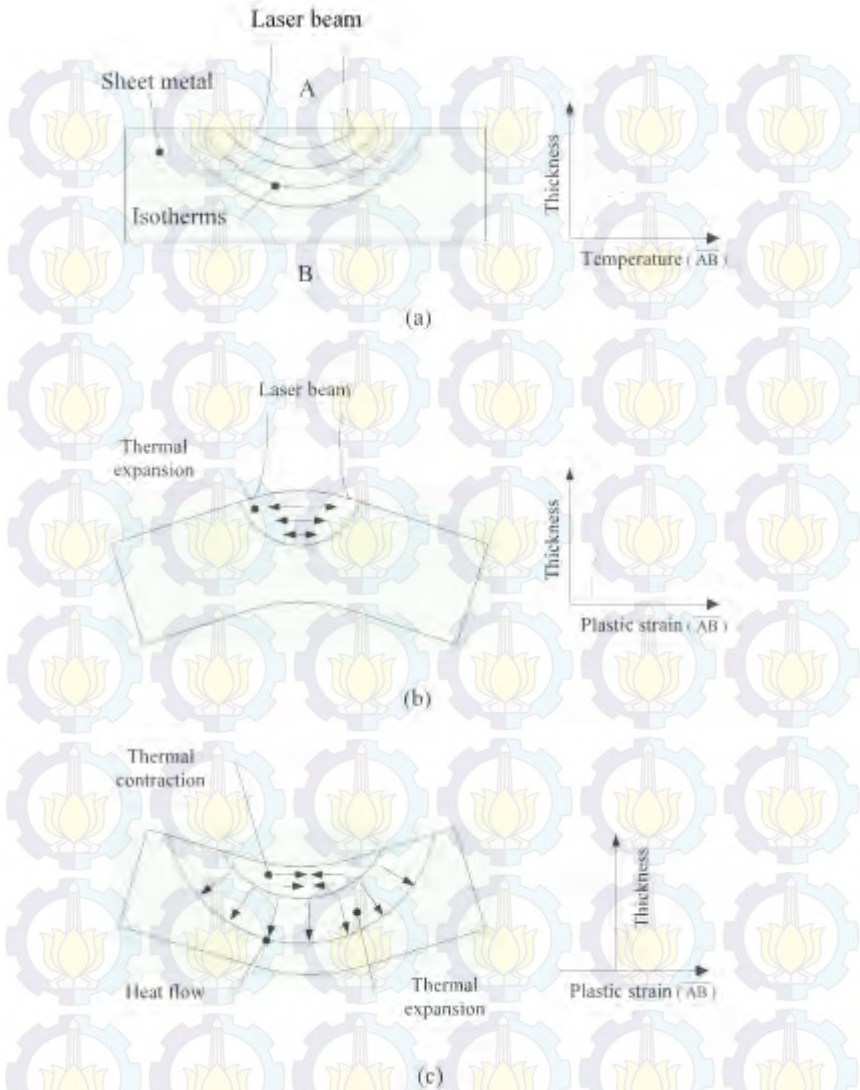 Laser beam
A
Sheet metal
Isotherms
B
Thickness
Temperature ( AB )
(a)
Laser beam
Thermal
expansion
Thickness
Plastic strain ( AB )
(b)
Thermal
contraction
Heat flow
Thermal
expansion
Thickness
Plastic strain ( AB )
(c)